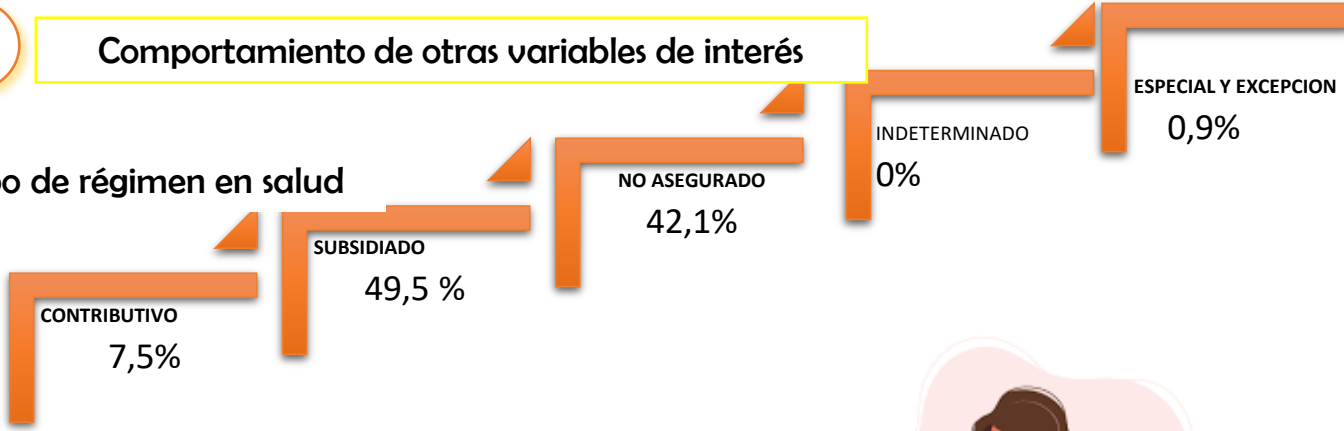 Comportamiento de otras variables de interés
de régimen en salud
CONTRIBUTIVO
7,5%
SUBSIDIADO
49,5 %
NO ASEGURADO
42,1%
INDETERMINADO
0%
ESPECIAL Y EXCEPCION
0,9%